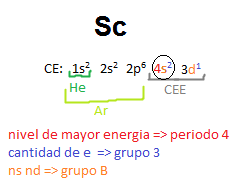 Sc
CE: 1s² 2s² 2p⁶ 4s² 3d¹
He CEE
Ar
nivel de mayor energia => periodo 4
cantidad de e => grupo 3
ns nd => grupo B